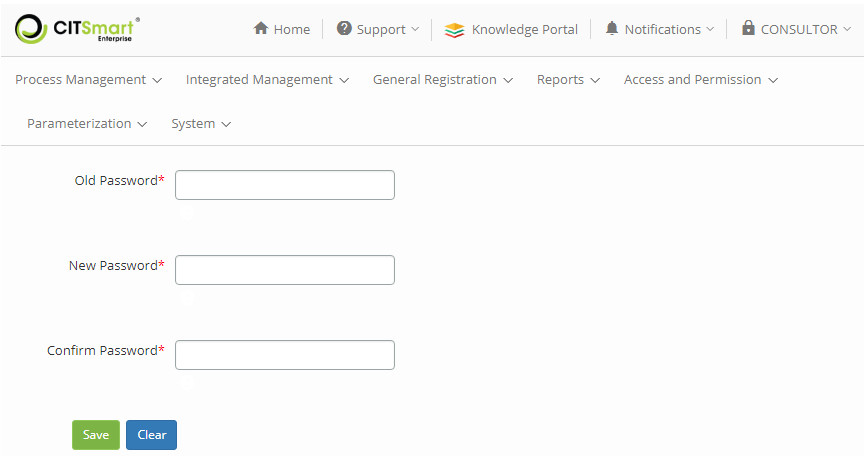 CITSmart®
Enterprise
Home Support Knowledge Portal Notifications CONSULTOR
Process Management Integrated Management General Registration Reports Access and Permission
Parameterization System
Old Password*
New Password*
Confirm Password*
Save Clear